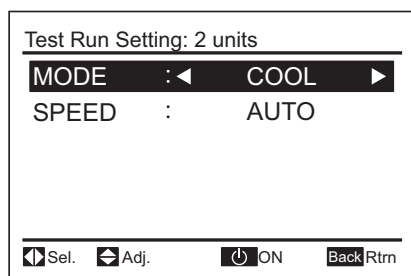 Test Run Setting: 2 units
MODE : ◀ COOL ▶
SPEED : AUTO
Sel. Adj. ON Back Rtrn